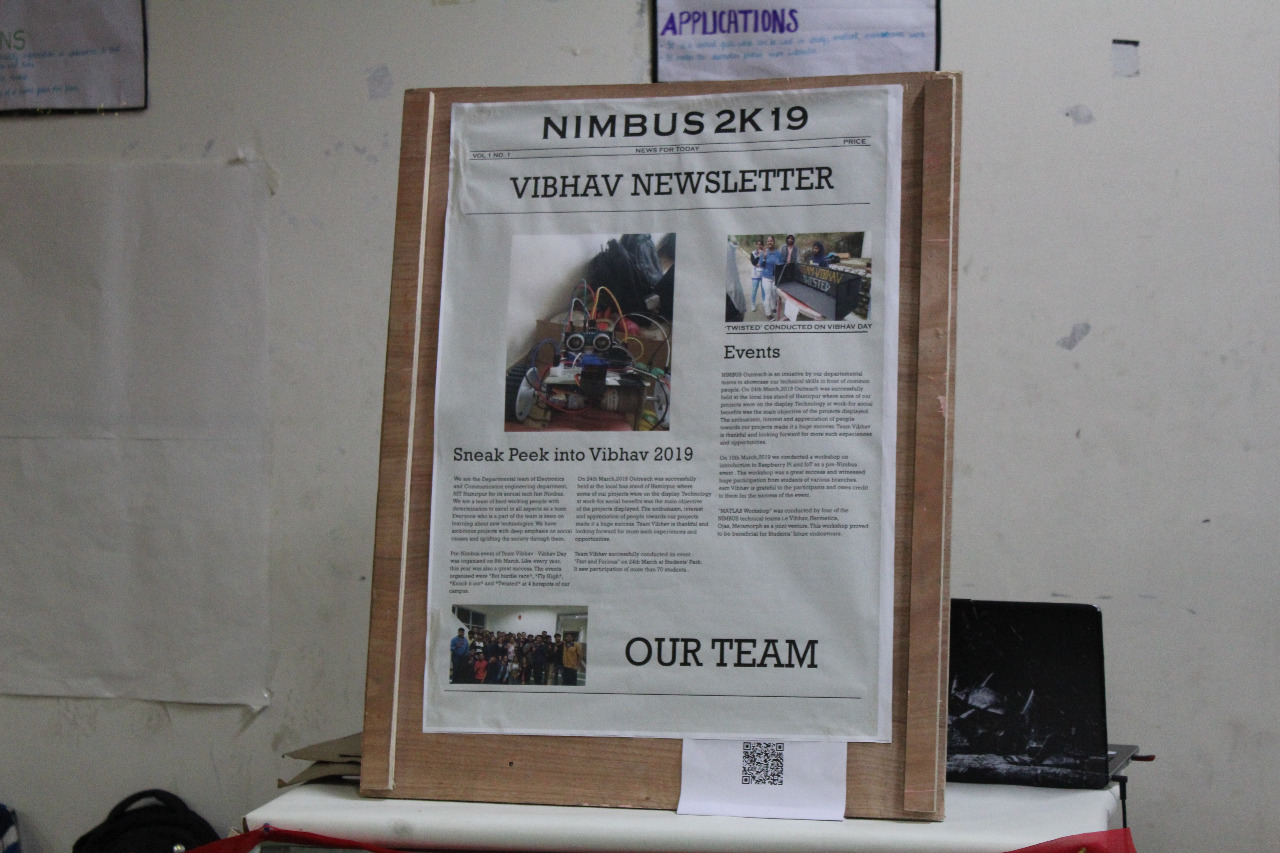 NS
APPLICATIONS
NIMBUS 2K19
VOL 1 NO. 1
NEWS FOR TODAY
PRICE
VIBHAV NEWSLETTER
TEAM-VIBHAV
TWISTED
'TWISTED' CONDUCTED ON VIBHAV DAY
Events
NIMBUS Outreach is an intiative by our departmental
teams to showcase our technical skills in front of common
people. On 24th March,2019 Outreach was successfully
held at the local bus stand of Hamirpur where some of our
projects were on the display. Technology at work-for social
benefits was the main objective of the projects displayed.
The enthusiasm, interest and appreciation of people
towards our projects made it a huge success. Team Vibhav
is thankful and looking forward for more such experiences
and opportunities.
On 10th March,2019 we conducted a workshop on
introduction to Raspberry Pi and IoT as a pre-Nimbus
event . The workshop was a great success and witnessed
huge participation from students of various branches.
eam Vibhav is grateful to the participants and owes credit
to them for the success of the event.
"MATLAB Workshop" was conducted by four of the
NIMBUS technical teams i.e Vibhav, Hermetica,
Ojas, Metamorph as a joint venture. This workshop proved
to be beneficial for Students' future endeavours.
Sneak Peek into Vibhav 2019
We are the Departmental team of Electronics
and Communication engineering department,
NIT Hamirpur for its annual tech fest Nimbus.
We are a team of hard working people with
determination to excel in all aspects as a team
Everyone who is a part of the team is keen on
learning about new technologies. We have
ambitious projects with deep emphasis on social
causes and uplifting the society through them.
Pre-Nimbus event of Team Vibhav - Vibhav Day
was organised on 8th March. Like every year,
this year was also a great success. The events
organised were "Bot hurdle race", "Fly High",
"Knock it out" and "Twisted" at 4 hotspots of our
campus.
On 24th March,2019 Outreach was successfully
held at the local bus stand of Hamirpur where
some of our projects were on the display Technology
at work-for social benefits was the main objective
of the projects displayed. The enthusiasm, interest
and appreciation of people towards our projects
made it a huge success. Team Vibhav is thankful and
looking forward for more such experiences and
opportunities.
Team Vibhav successfully conducted its event -
"Fast and Furious" on 24th March at Students' Park.
It saw participation of more than 70 students .
OUR TEAM